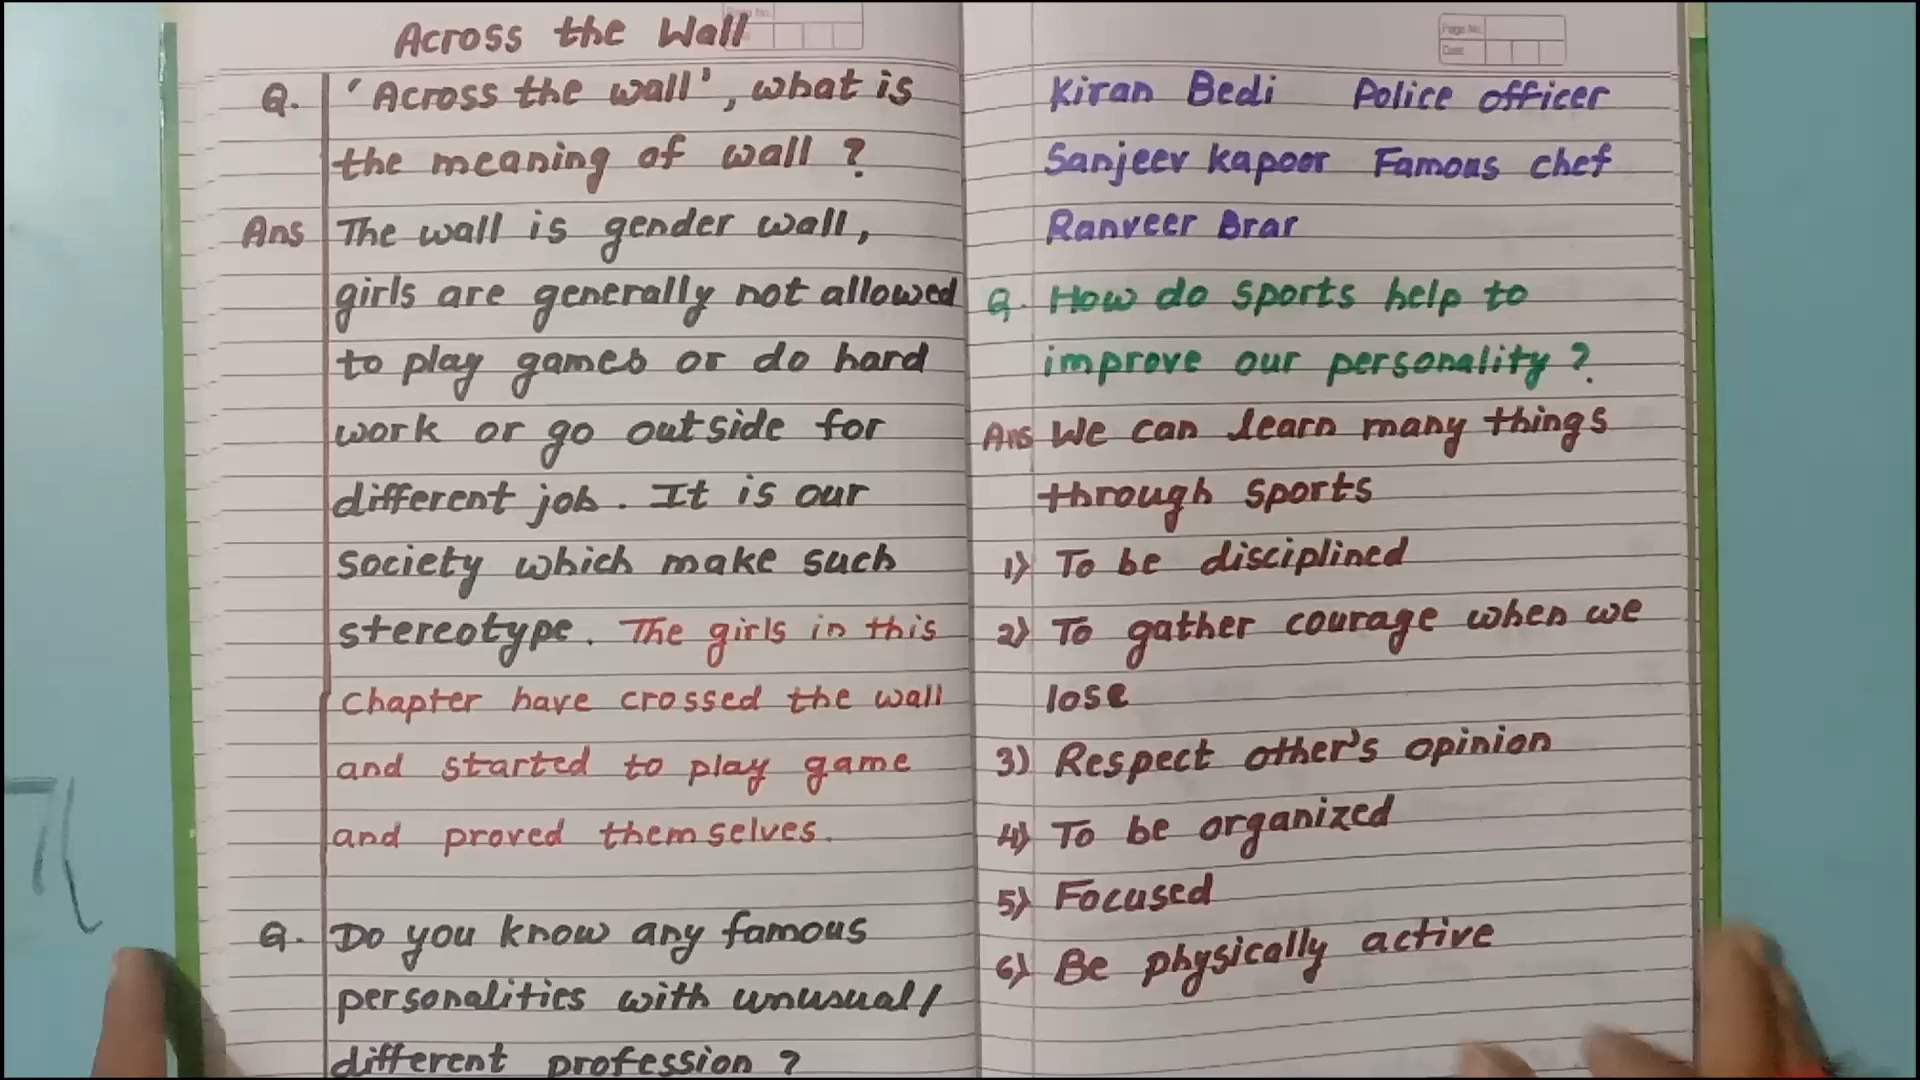 Across the Wall
Q. 'Across the wall', what is
the meaning of wall ?
Ans The wall is gender wall,
girls are generally not allowed
to play games or do hard
work or go outside for
different job. It is our
society which make such
stereotype. The girls in this
chapter have crossed the wall
and started to play game
and proved themselves.
Q. Do you know any famous
personalities with unusual/
different profession ?
Page No.
Date:
Kiran Bedi Police officer
Sanjeev Kapoor Famous chef
Ranveer Brar
Q. How do sports help to
improve our personality ?
Ans We can learn many things
through sports
1) To be disciplined
2) To gather courage when we
lose
3) Respect other's opinion
4) To be organized
5) Focused
6) Be physically active